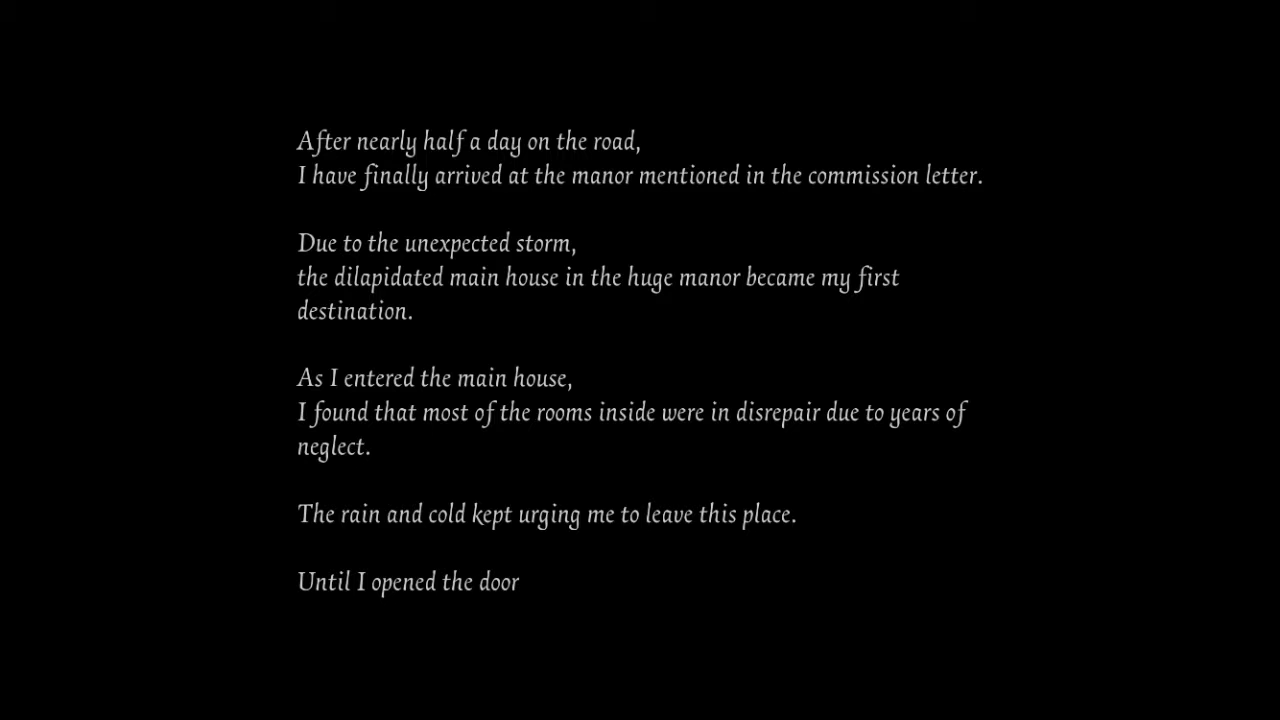 After nearly half a day on the road,
I have finally arrived at the manor mentioned in the commission letter.
Due to the unexpected storm,
the dilapidated main house in the huge manor became my first
destination.
As I entered the main house,
I found that most of the rooms inside were in disrepair due to years of
neglect.
The rain and cold kept urging me to leave this place.
Until I opened the door